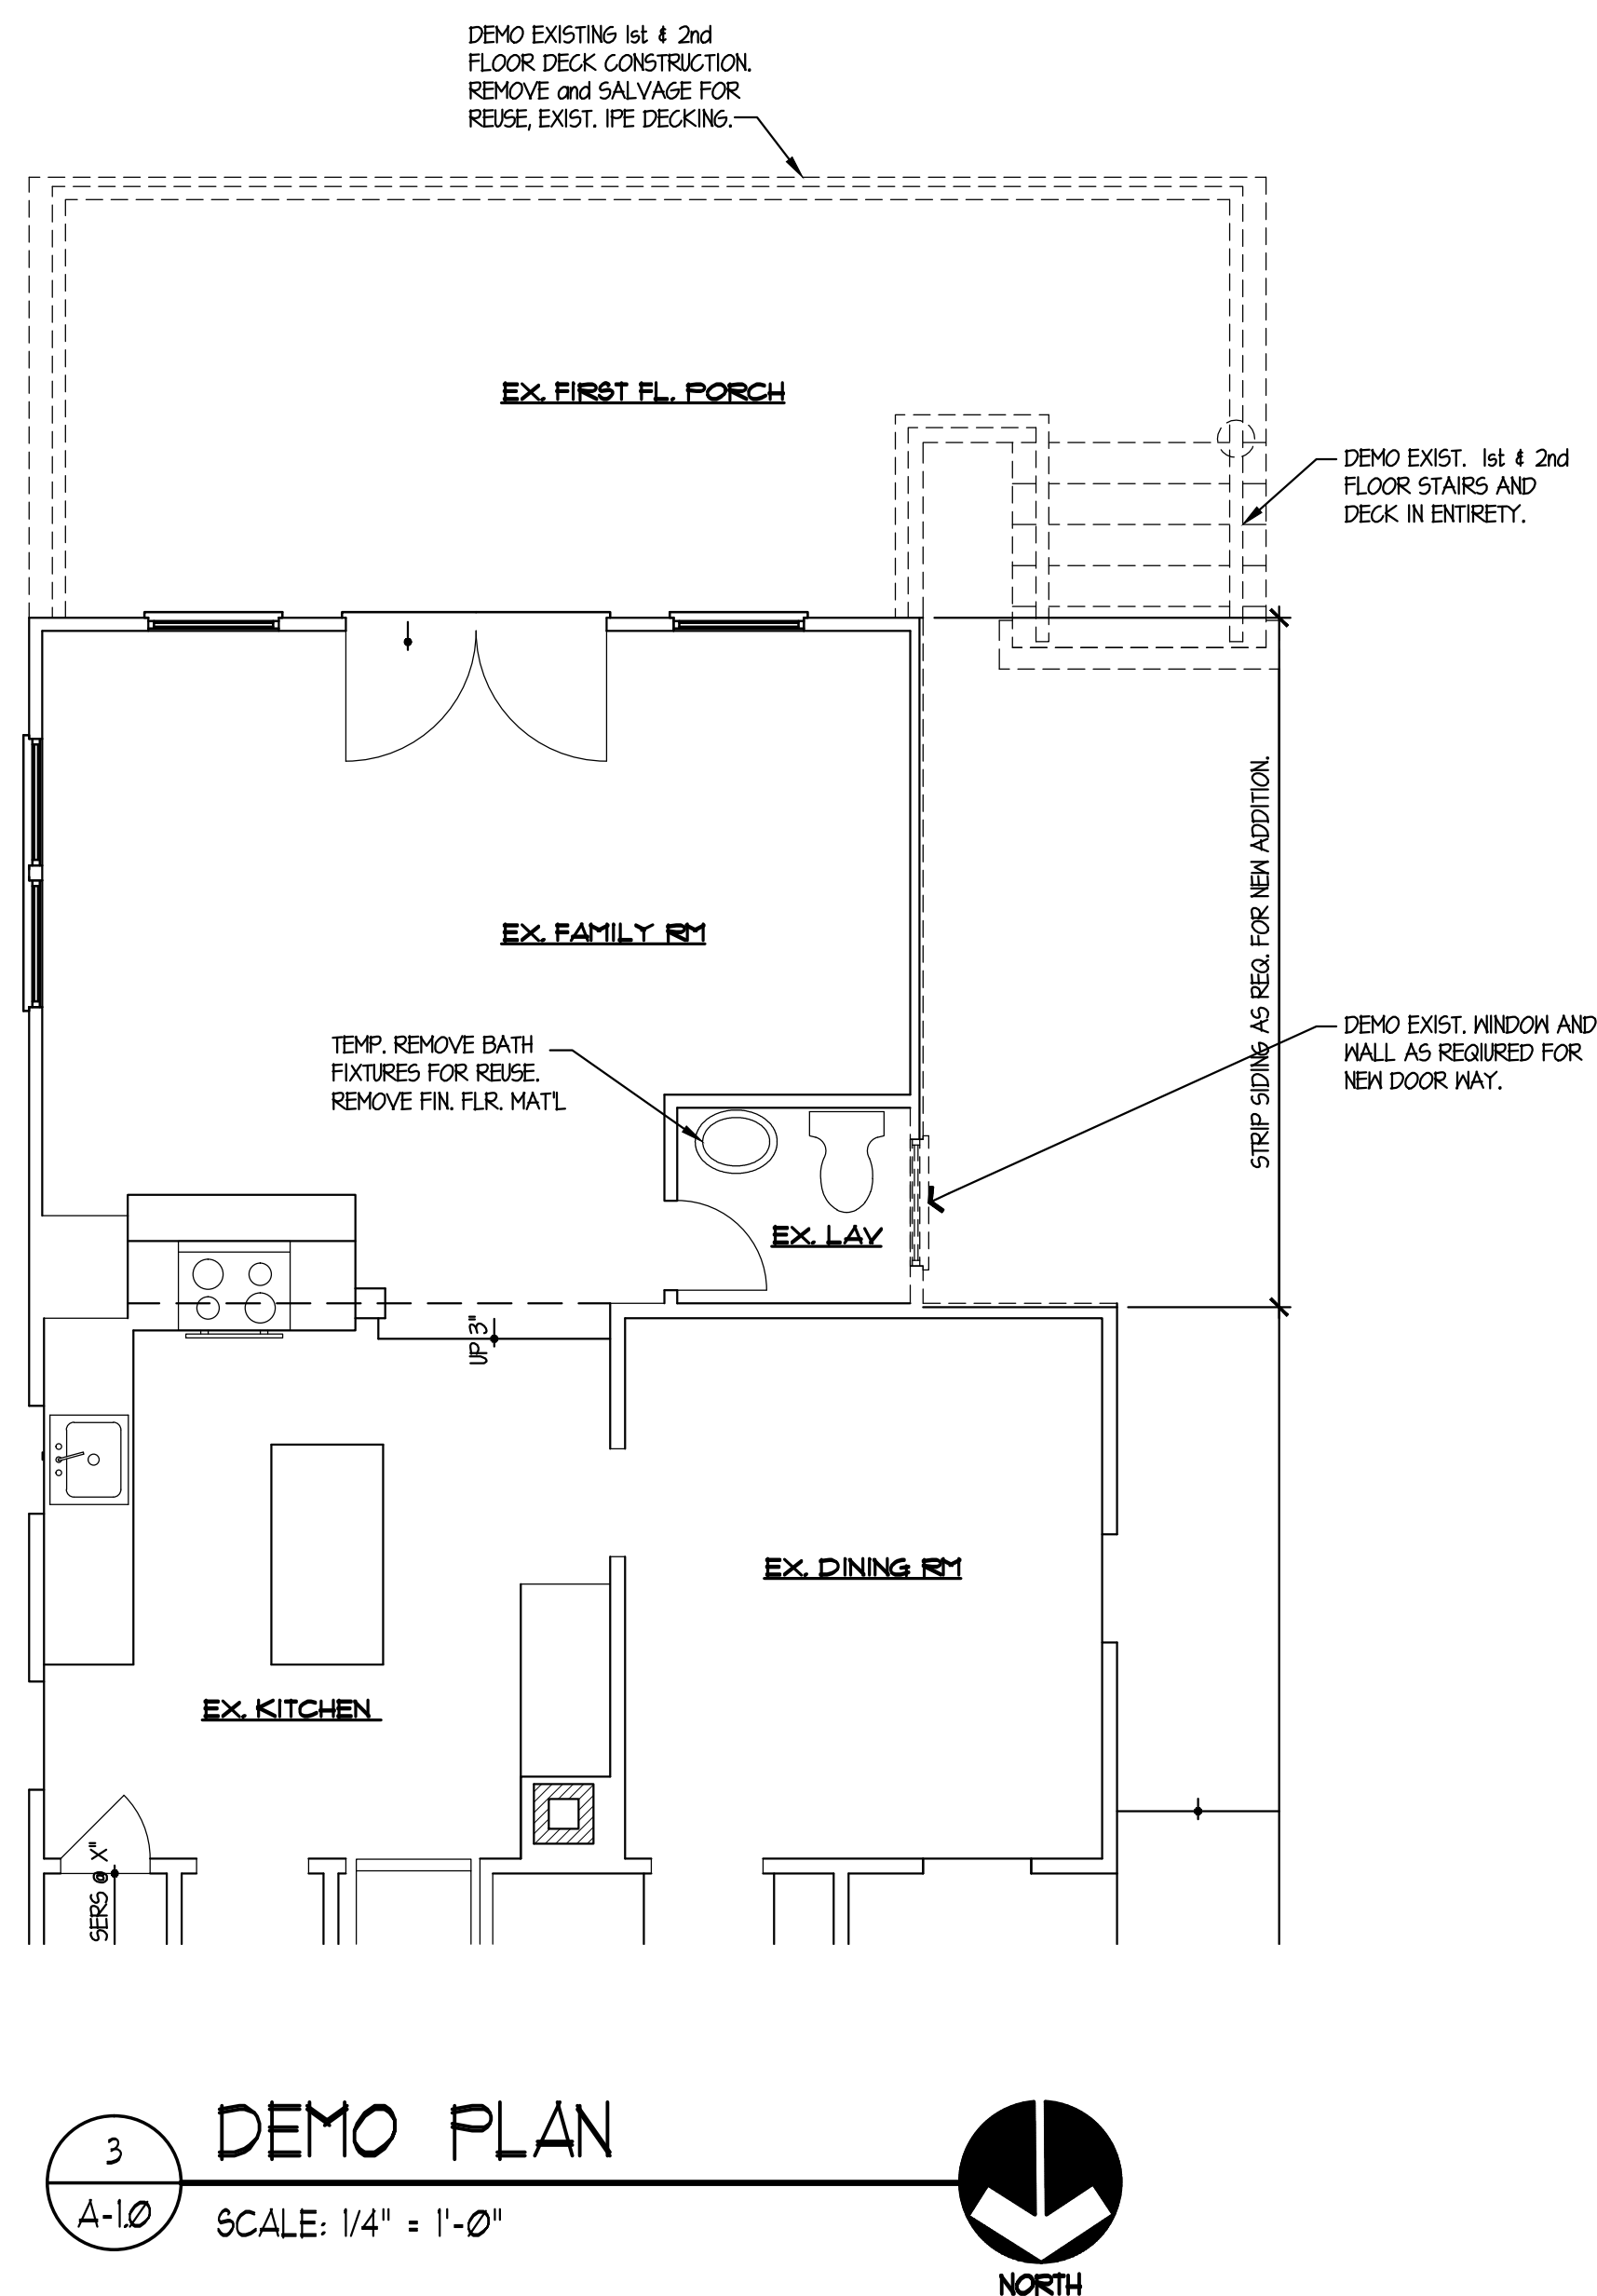 DEMO EXISTING 1st & 2nd
FLOOR DECK CONSTRUCTION.
REMOVE and SALVAGE FOR
REUSE, EXIST. IPE DECKING.
EX. FIRST FL. PORCH
DEMO EXIST. 1st & 2nd
FLOOR STAIRS AND
DECK IN ENTIRETY.
STRIP SIDING AS REQ. FOR NEW ADDITION.
EX. FAMILY RM
TEMP. REMOVE BATH
FIXTURES FOR REUSE.
REMOVE FIN. FLR. MAT'L
DEMO EXIST. WINDOW AND
WALL AS REQIURED FOR
NEW DOOR WAY.
EX. LAV
UP 3"
EX. DINING RM
EX. KITCHEN
SERS @ X"
3
A-1.0
DEMO PLAN
SCALE: 1/4" = 1'-0"
NORTH